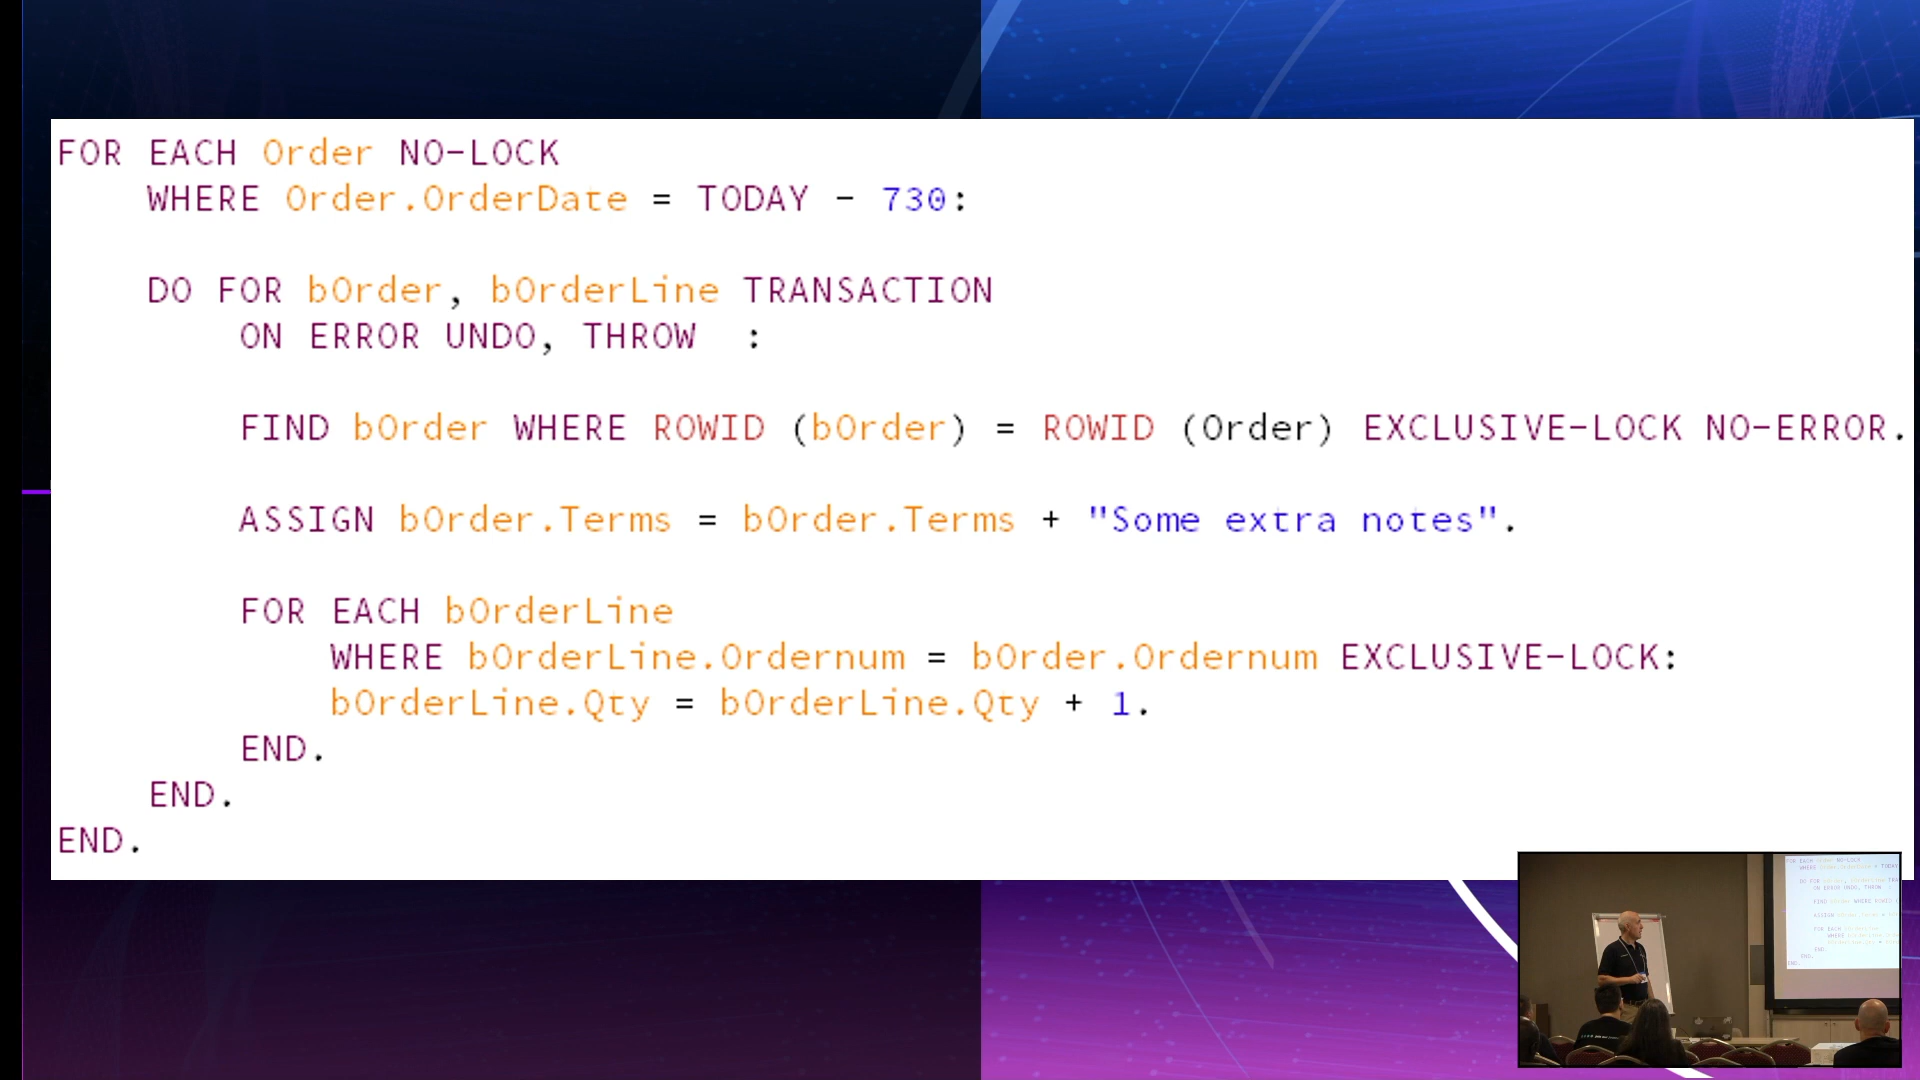 FOR EACH Order NO-LOCK
WHERE Order.OrderDate = TODAY - 730:
DO FOR bOrder, bOrderLine TRANSACTION
ON ERROR UNDO, THROW :
FIND bOrder WHERE ROWID (bOrder) = ROWID (Order) EXCLUSIVE-LOCK NO-ERROR.
ASSIGN bOrder.Terms = bOrder.Terms + "Some extra notes".
FOR EACH bOrderLine
WHERE bOrderLine.Ordernum = bOrder.Ordernum EXCLUSIVE-LOCK:
bOrderLine.Qty = bOrderLine.Qty + 1.
END.
END.
END.